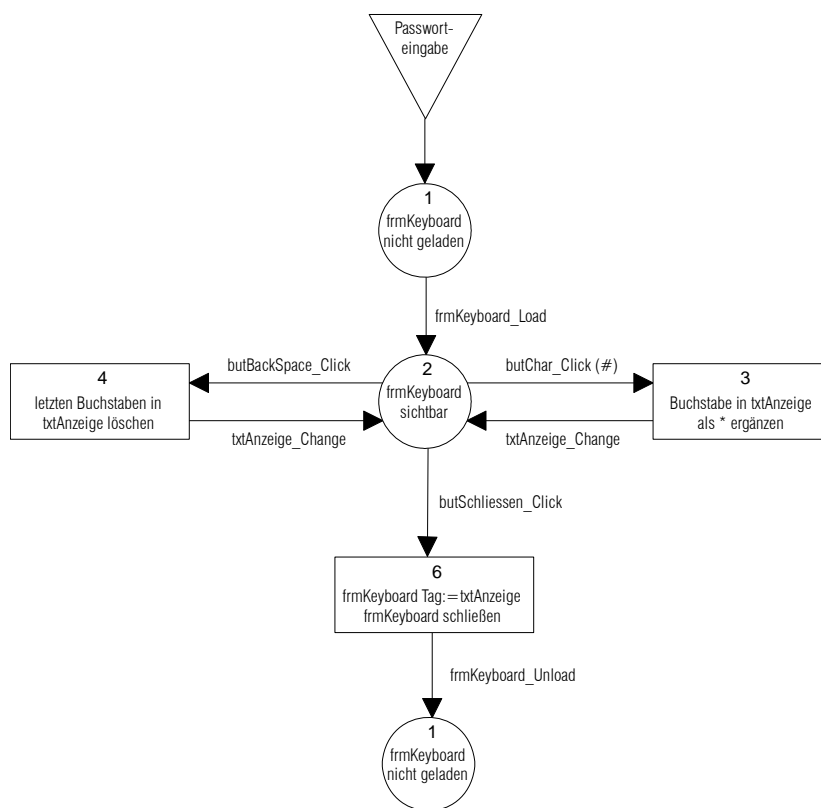 Passwort-
eingabe
1
frmKeyboard
nicht geladen
frmKeyboard_Load
butBackSpace_Click
butChar_Click (#)
4
letzten Buchstaben in
txtAnzeige löschen
2
frmKeyboard
sichtbar
3
Buchstabe in txtAnzeige
als * ergänzen
txtAnzeige_Change
txtAnzeige_Change
butSchliessen_Click
6
frmKeyboard Tag:=txtAnzeige
frmKeyboard schließen
frmKeyboard_Unload
1
frmKeyboard
nicht geladen